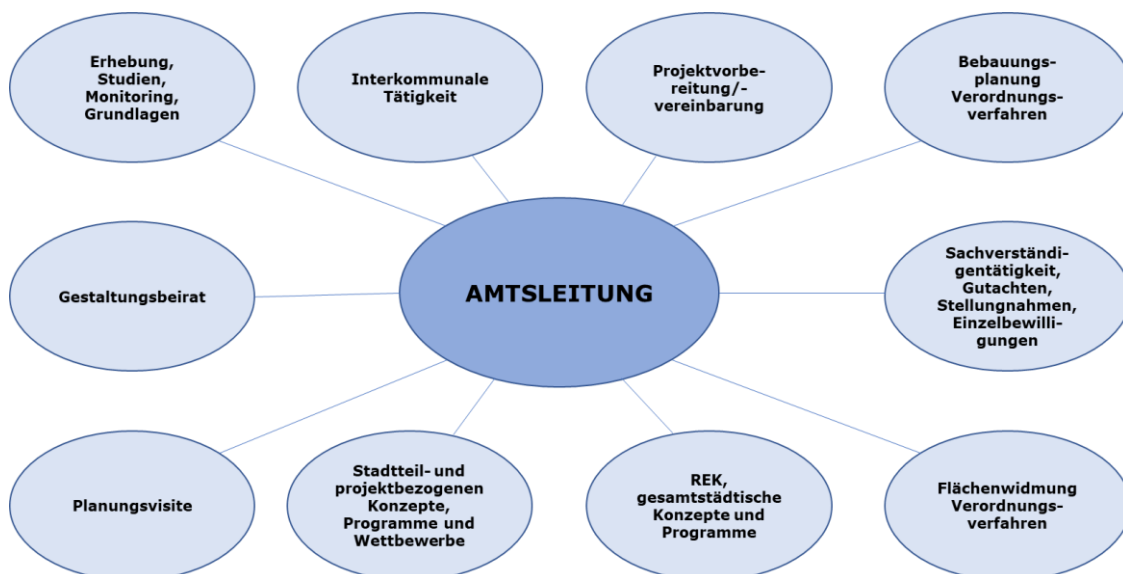 Erhebung,
Studien,
Monitoring,
Grundlagen
Interkommunale
Tätigkeit
Projektvorbe-
reitung/-
vereinbarung
Bebauungs-
planung
Verordnungs-
verfahren
Gestaltungsbeirat
AMTSLEITUNG
Sachverständi-
gentätigkeit,
Gutachten,
Stellungnahmen,
Einzelbewilli-
gungen
Planungsvisite
Stadtteil- und
projektbezogenen
Konzepte,
Programme und
Wettbewerbe
REK,
gesamtstädtische
Konzepte und
Programme
Flächenwidmung
Verordnungs-
verfahren